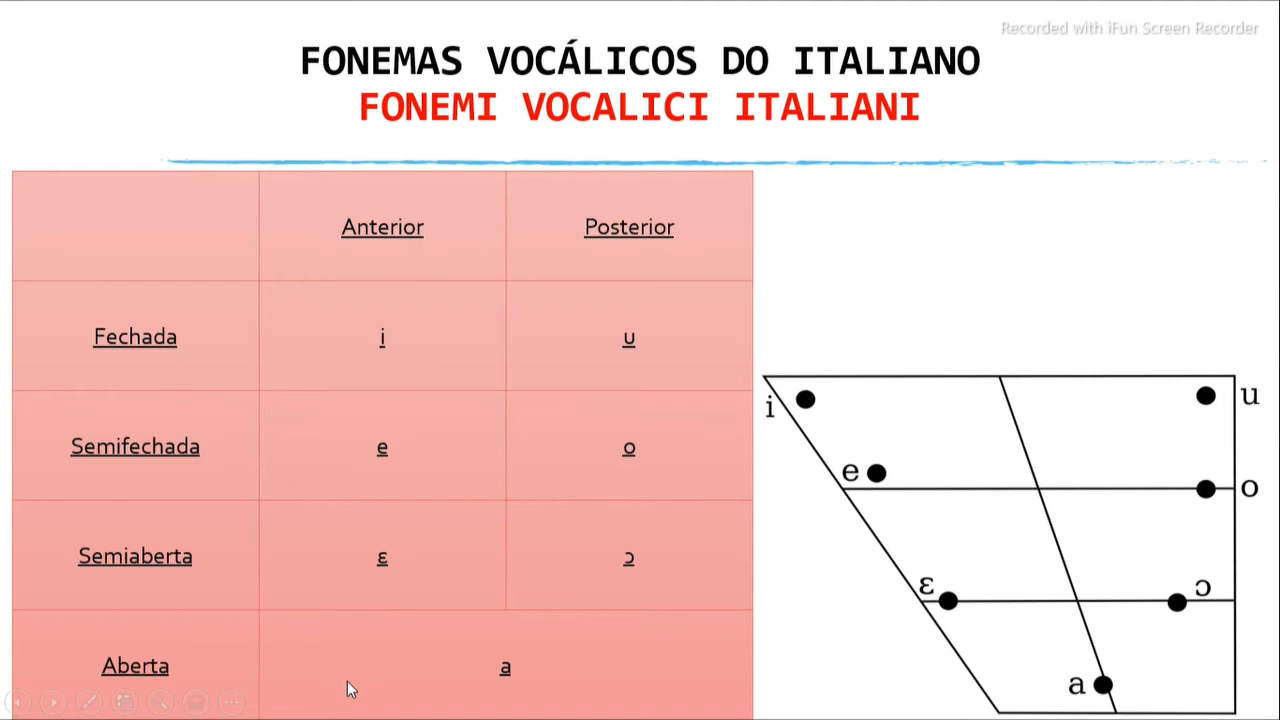 Recorded with iFun Screen Recorder
FONEMAS VOCÁLICOS DO ITALIANO
FONEMI VOCALICI ITALIANI
Anterior Posterior
Fechada i u
Semifechada e o
Semiaberta ɛ ɔ
Aberta a
i u
e o
ɛ ɔ
a